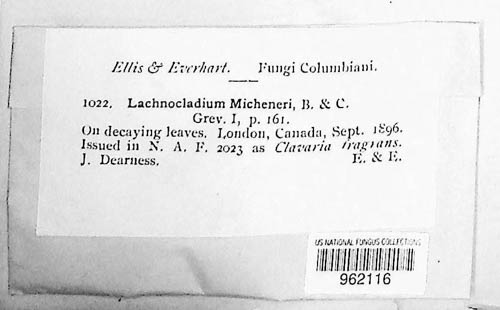 Ellis & Everhart. Fungi Columbiani.
1022. Lachnocladium Micheneri, B. & C.
Grev. I, p. 161.
On decaying leaves. London, Canada, Sept. 1896.
Issued in N. A. F. 2023 as Clavaria fragrans.
J. Dearness. E. & E.
US NATIONAL FUNGUS COLLECTIONS
962116